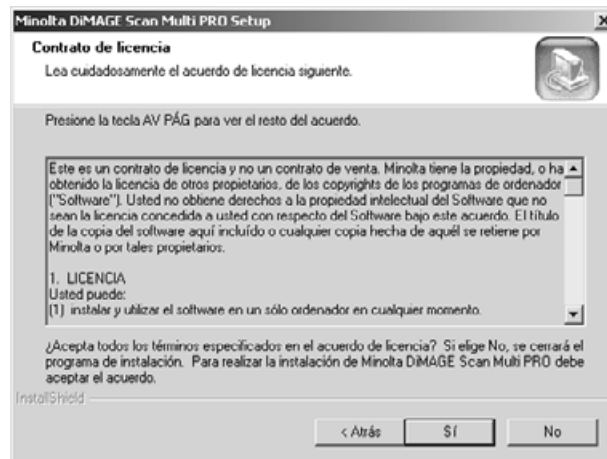 Minolta DiMAGE Scan Multi PRO Setup
Contrato de licencia
Lea cuidadosamente el acuerdo de licencia siguiente.
Presione la tecla AV PÁG para ver el resto del acuerdo.
Este es un contrato de licencia y no un contrato de venta. Minolta tiene la propiedad, o ha
obtenido la licencia de otros propietarios, de los copyrights de los programas de ordenador
("Software"). Usted no obtiene derechos a la propiedad intelectual del Software que no
sean la licencia concedida a usted con respecto del Software bajo este acuerdo. El título
de la copia del software aquí incluído o cualquier copia hecha de aquél se retiene por
Minolta o por tales propietarios.
1. LICENCIA
Usted puede:
(1) instalar y utilizar el software en un sólo ordenador en cualquier momento.
¿Acepta todos los términos especificados en el acuerdo de licencia? Si elige No, se cerrará el
programa de instalación. Para realizar la instalación de Minolta DiMAGE Scan Multi PRO debe
aceptar el acuerdo.
InstallShield
< Atrás Sí No